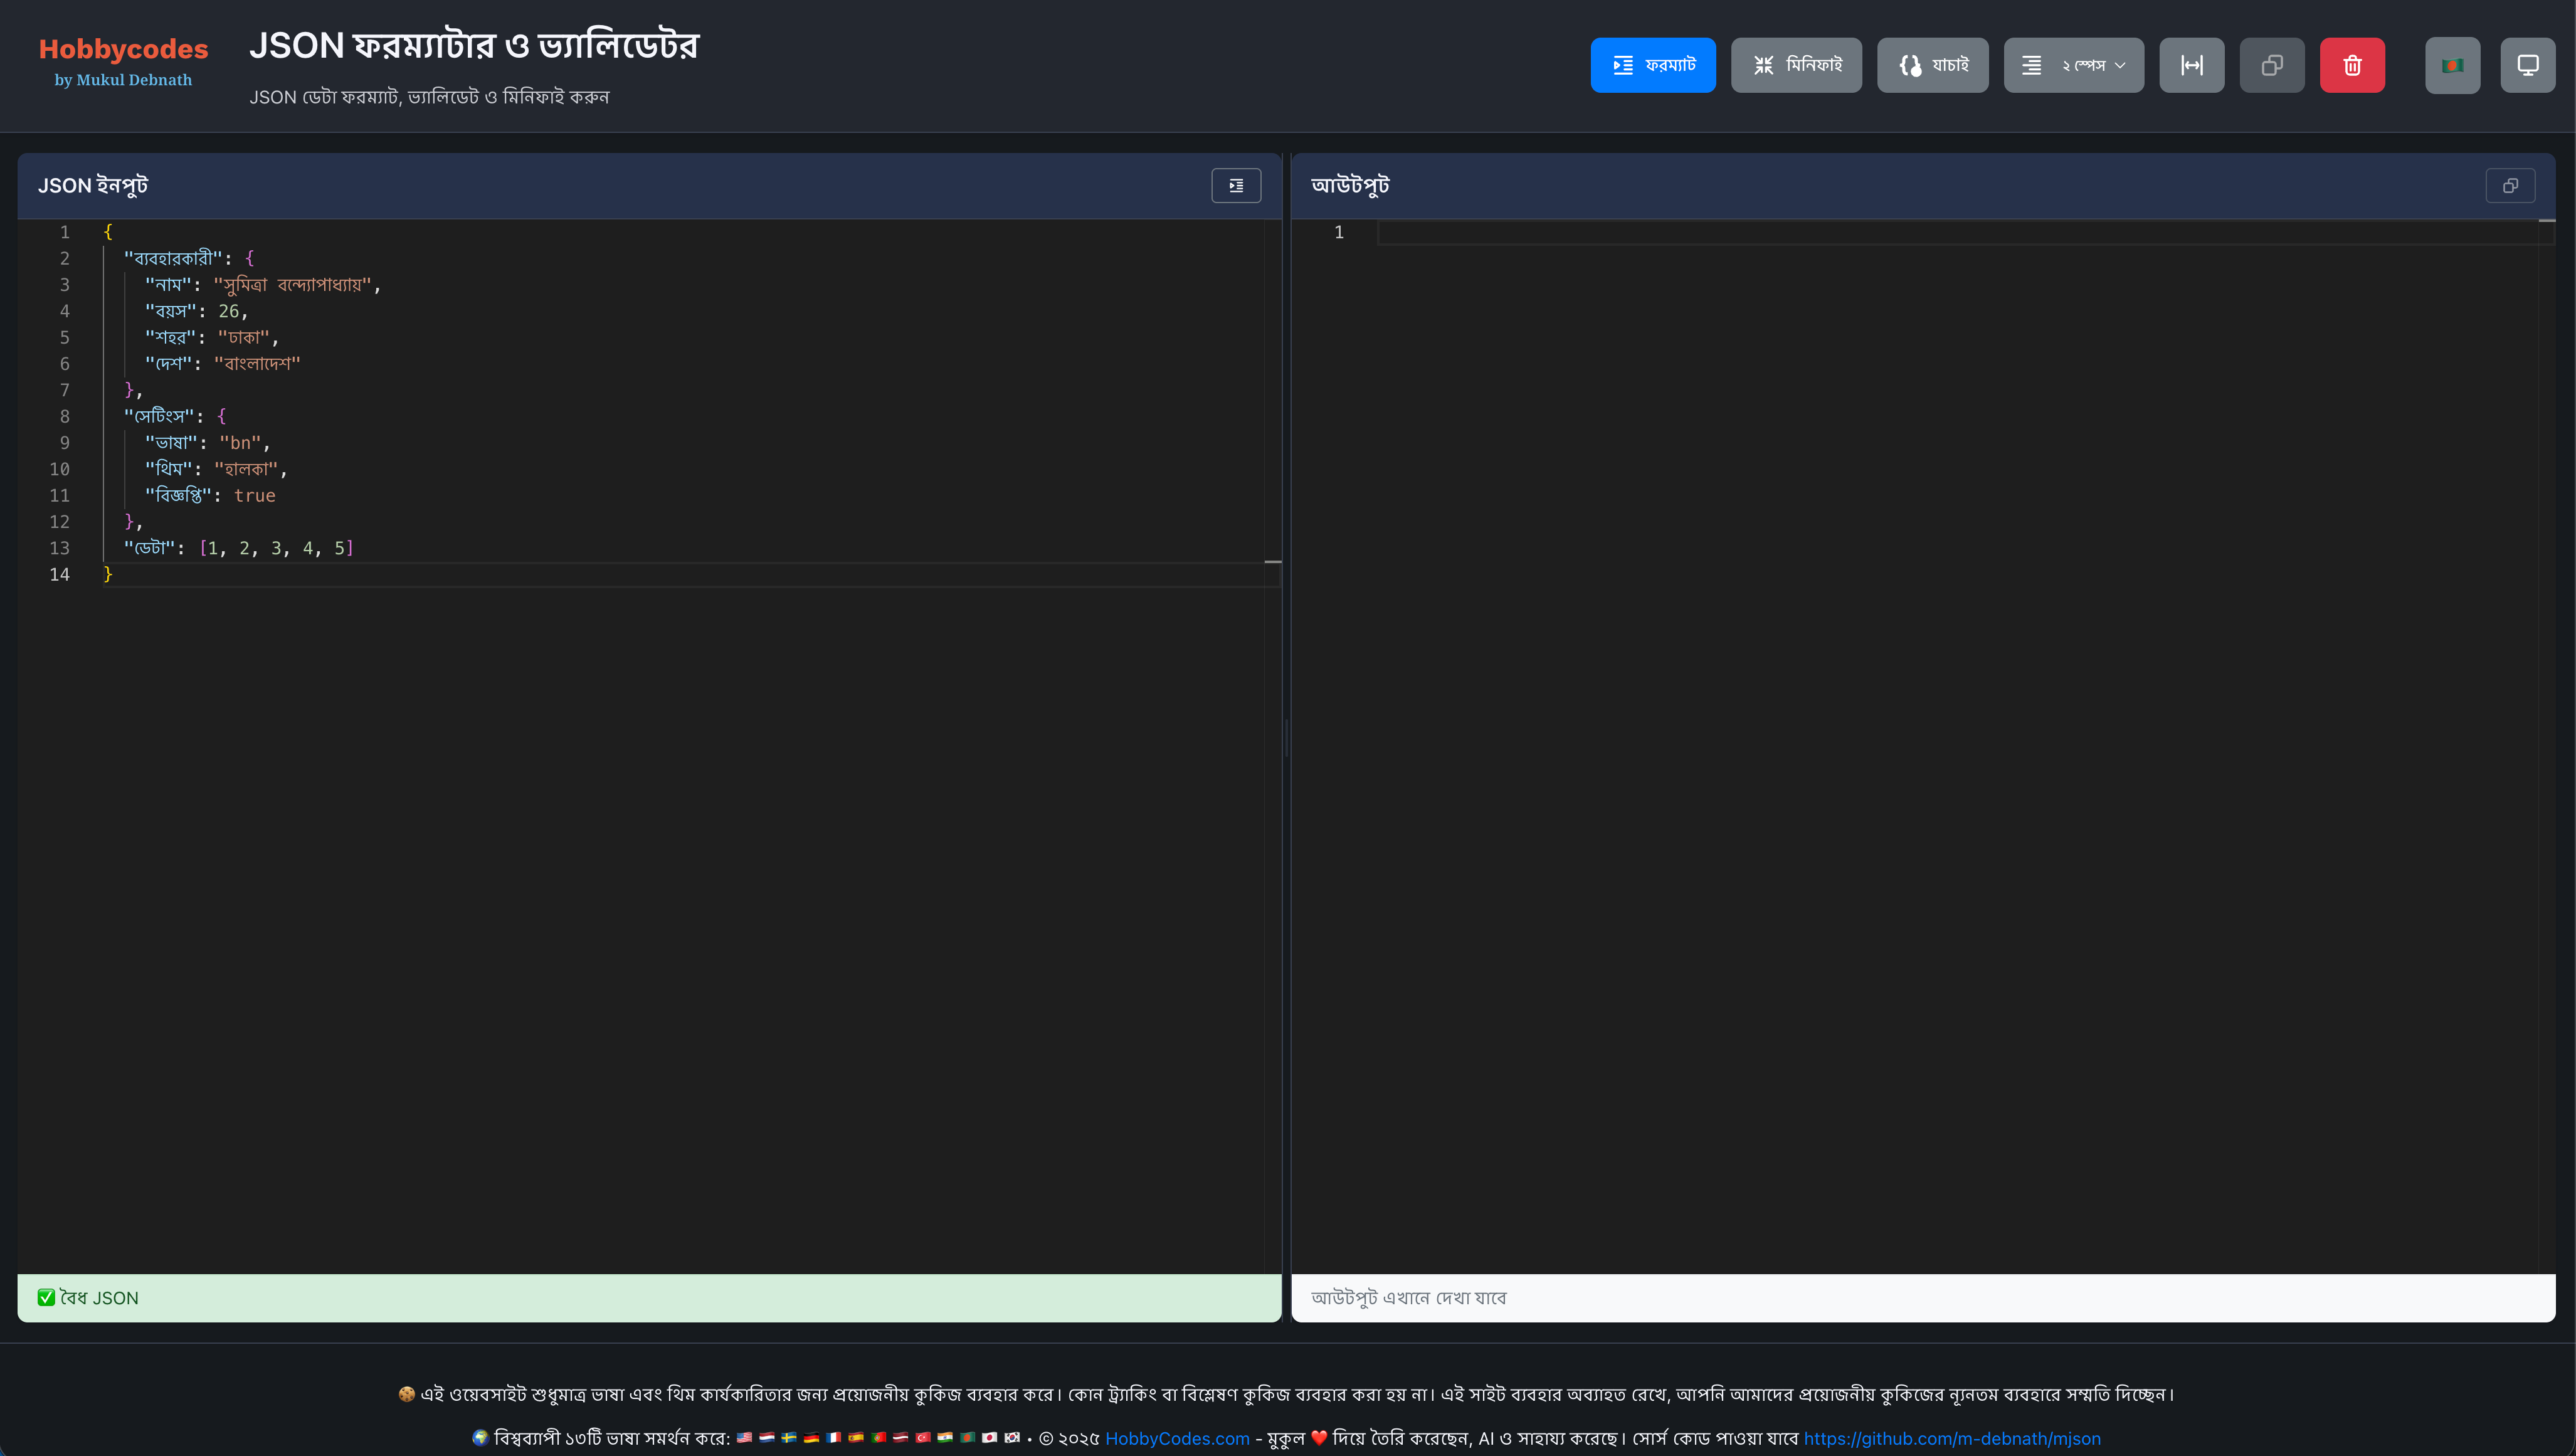 Hobbycodes
by Mukul Debnath
JSON ফরম্যাটার ও ভ্যালিডেটর
JSON ডেটা ফরম্যাট, ভ্যালিডেট ও মিনিফাই করুন
ফরম্যাট
মিনিফাই
যাচাই
২ স্পেস
JSON ইনপুট
1 {
2 "ব্যবহারকারী": {
3 "নাম": "সুমিত্রা বন্দ্যোপাধ্যায়",
4 "বয়স": 26,
5 "শহর": "ঢাকা",
6 "দেশ": "বাংলাদেশ"
7 },
8 "সেটিংস": {
9 "ভাষা": "bn",
10 "থিম": "হালকা",
11 "বিজ্ঞপ্তি": true
12 },
13 "ডেটা": [1, 2, 3, 4, 5]
14 }
✅ বৈধ JSON
আউটপুট
1
আউটপুট এখানে দেখা যাবে
🍪 এই ওয়েবসাইট শুধুমাত্র ভাষা এবং থিম কার্যকারিতার জন্য প্রয়োজনীয় কুকিজ ব্যবহার করে। কোন ট্র্যাকিং বা বিশ্লেষণ কুকিজ ব্যবহার করা হয় না। এই সাইট ব্যবহার অব্যাহত রেখে, আপনি আমাদের প্রয়োজনীয় কুকিজের ন্যূনতম ব্যবহারে সম্মতি দিচ্ছেন।
🌍 বিশ্বব্যাপী ১৩টি ভাষা সমর্থন করে: 🇺🇸 🇳🇱 🇸🇪 🇩🇪 🇫🇷 🇪🇸 🇵🇹 🇱🇻 🇹🇷 🇮🇳 🇧🇩 🇯🇵 🇰🇷 • © ২০২৫ HobbyCodes.com - মুকুল ❤️ দিয়ে তৈরি করেছেন, AI ও সাহায্য করেছে। সোর্স কোড পাওয়া যাবে https://github.com/m-debnath/mjson